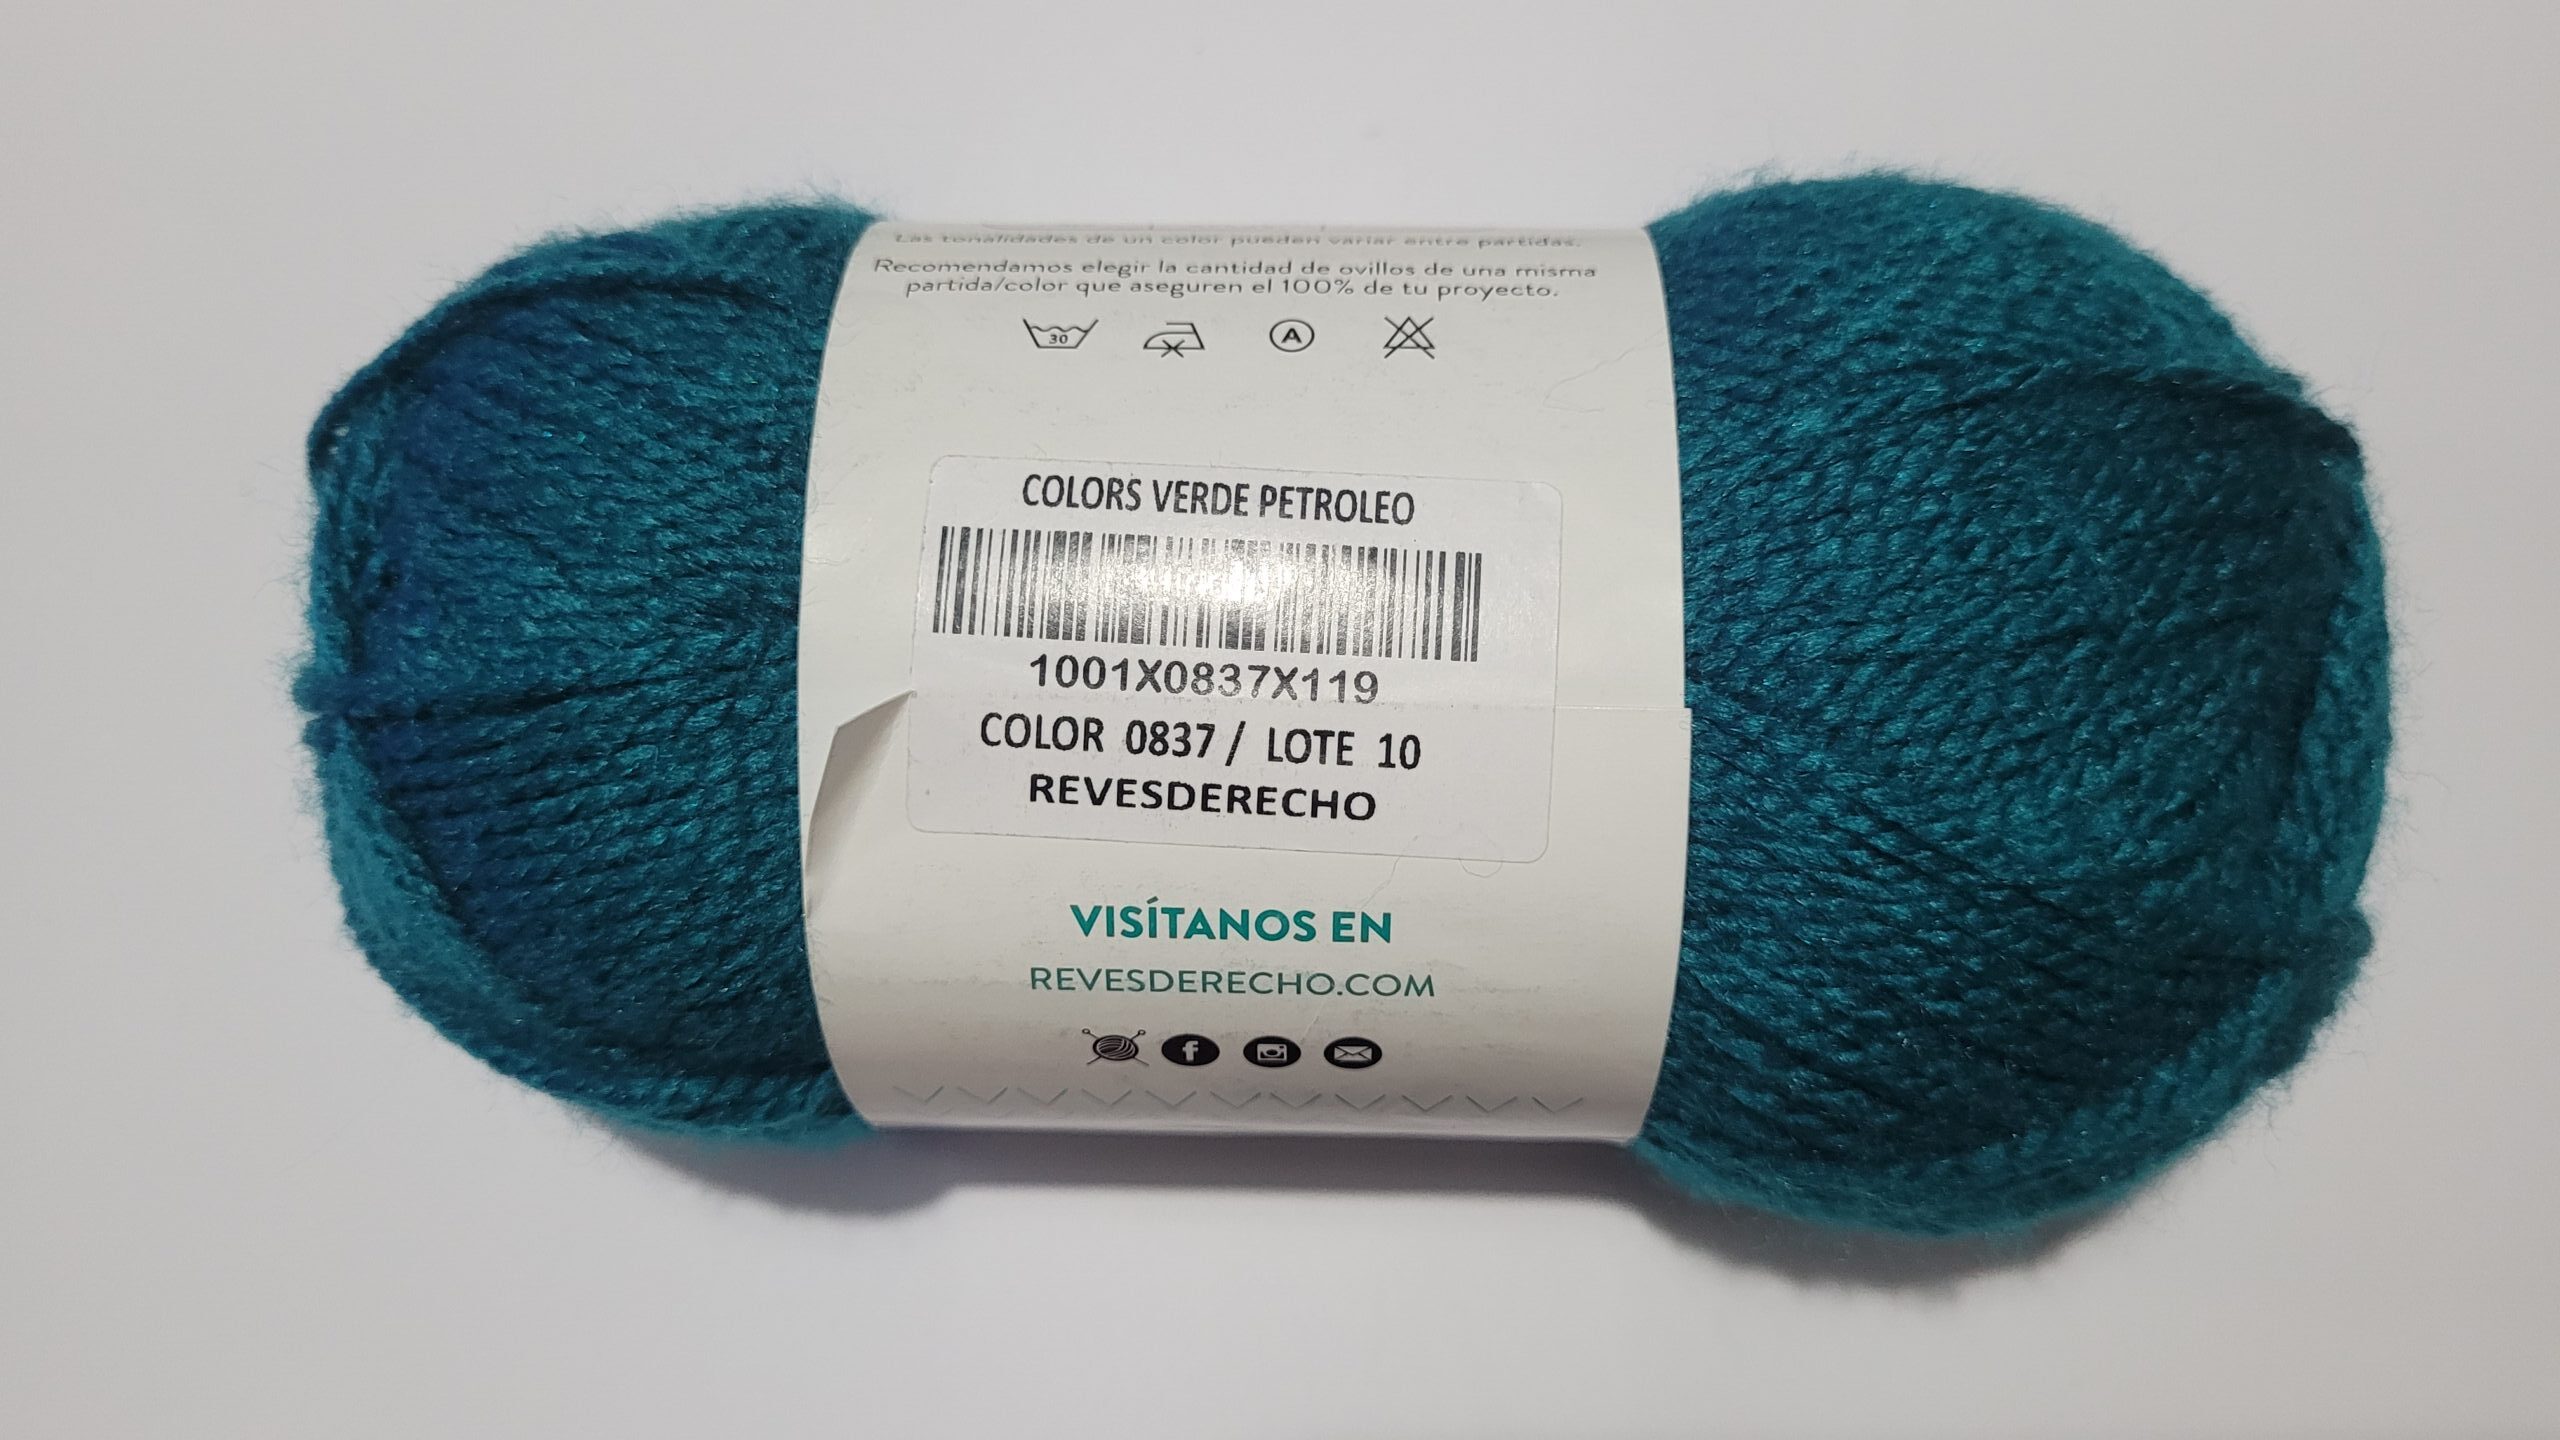 Las tonalidades de un color pueden variar entre partidas.
Recomendamos elegir la cantidad de ovillos de una misma
partida/color que aseguren el 100% de tu proyecto.
30
A
COLORS VERDE PETROLEO
1001X0837X119
COLOR 0837 / LOTE 10
REVESDERECHO
VISÍTANOS EN
REVESDERECHO.COM